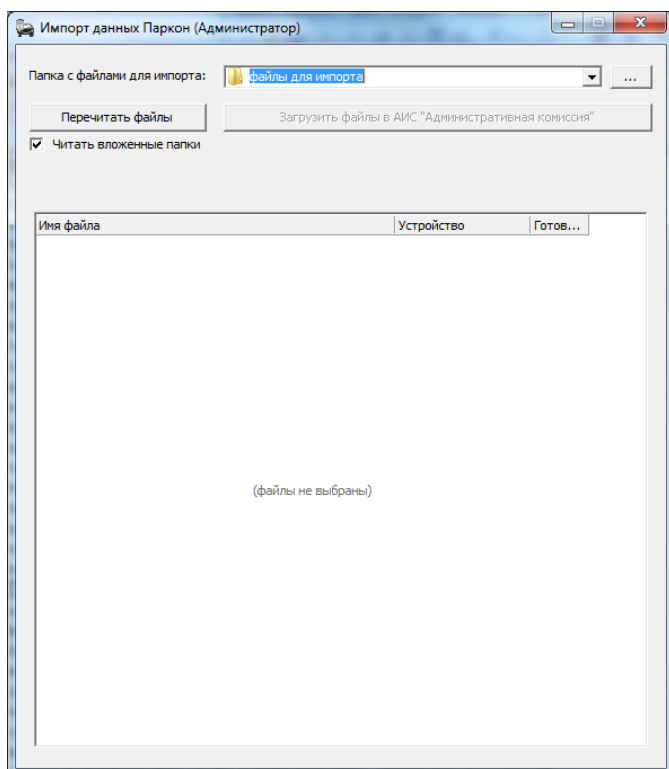 Импорт данных Паркон (Администратор)
Папка с файлами для импорта: файлы для импорта ...
Перечитать файлы Загрузить файлы в АИС "Административная комиссия"
Читать вложенные папки
Имя файла Устройство Готов...
(файлы не выбраны)